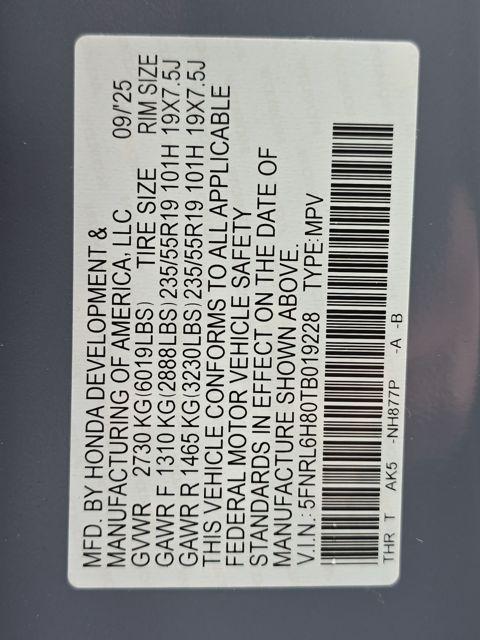 MFD. BY HONDA DEVELOPMENT &
MANUFACTURING OF AMERICA, LLC 09/'25
GVWR 2730 KG(6019LBS) TIRE SIZE RIM SIZE
GAWR F 1310 KG(2888LBS)235/55R19 101H 19X7.5J
GAWR R 1465 KG(3230LBS)235/55R19 101H 19X7.5J
THIS VEHICLE CONFORMS TO ALL APPLICABLE
FEDERAL MOTOR VEHICLE SAFETY
STANDARDS IN EFFECT ON THE DATE OF
MANUFACTURE SHOWN ABOVE.
V.I.N.: 5FNRL6H80TB019228 TYPE:MPV
THR T AK5 -NH877P -A -B